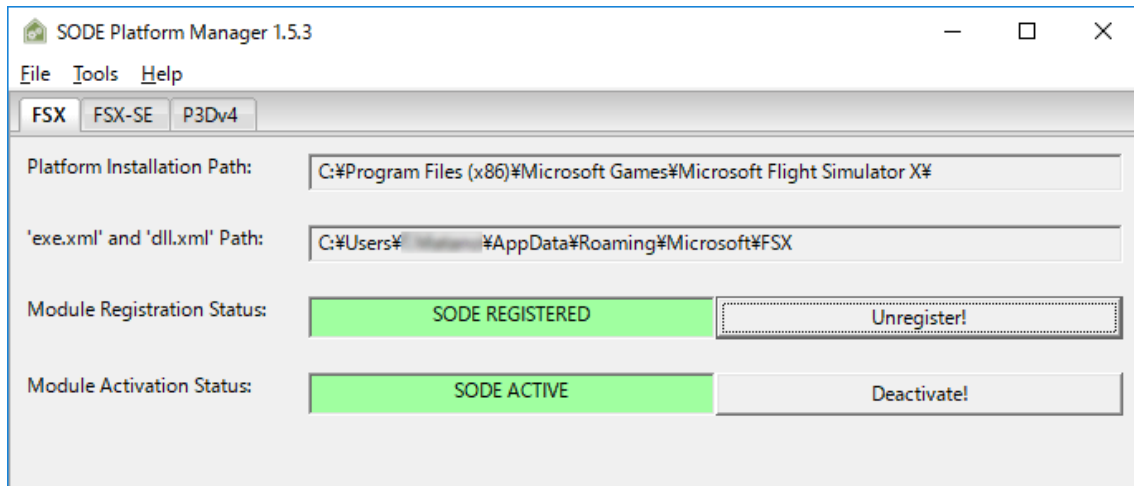 SODE Platform Manager 1.5.3
File Tools Help
FSX FSX-SE P3Dv4
Platform Installation Path: C:¥Program Files (x86)¥Microsoft Games¥Microsoft Flight Simulator X¥
'exe.xml' and 'dll.xml' Path: C:¥Users¥ ¥AppData¥Roaming¥Microsoft¥FSX
Module Registration Status: SODE REGISTERED Unregister!
Module Activation Status: SODE ACTIVE Deactivate!